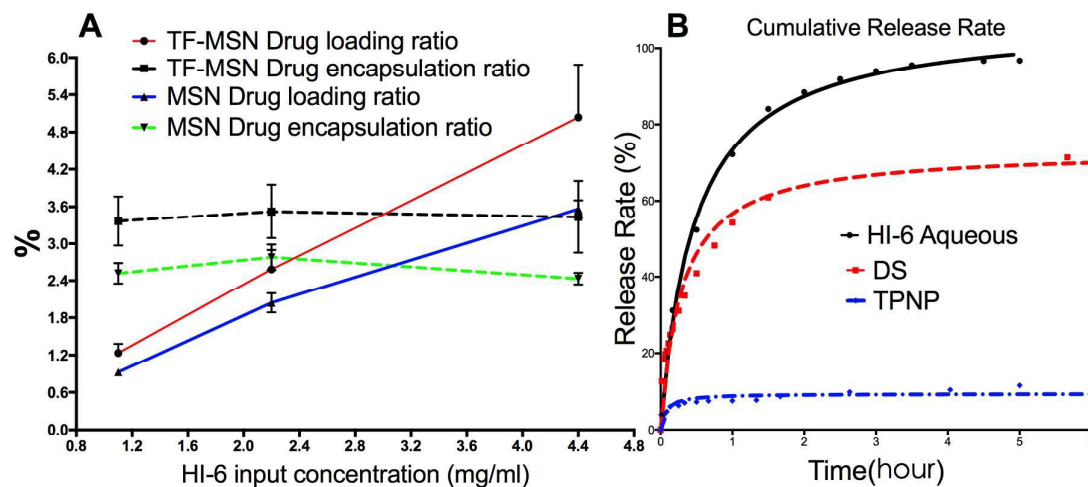 A
TF-MSN Drug loading ratio
TF-MSN Drug encapsulation ratio
MSN Drug loading ratio
MSN Drug encapsulation ratio
%
6.0
5.4
4.8
4.2
3.6
3.0
2.4
1.8
1.2
0.6
0.0
0.8 1.2 1.6 2.0 2.4 2.8 3.2 3.6 4.0 4.4 4.8
HI-6 input concentration (mg/ml)
B
Cumulative Release Rate
Release Rate (%)
100
80
60
40
20
0
HI-6 Aqueous
DS
TPNP
0 1 2 3 4 5
Time(hour)